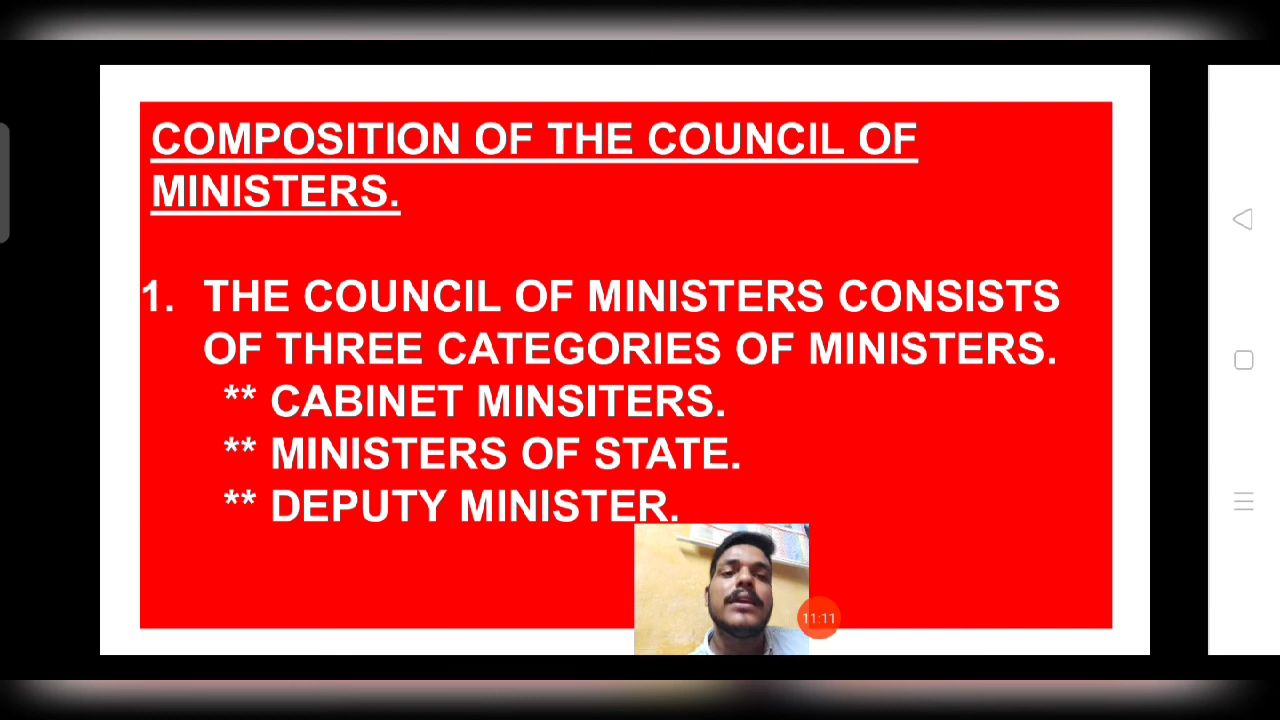 COMPOSITION OF THE COUNCIL OF
MINISTERS.
1. THE COUNCIL OF MINISTERS CONSISTS
OF THREE CATEGORIES OF MINISTERS.
** CABINET MINSITERS.
** MINISTERS OF STATE.
** DEPUTY MINISTER.
11:11